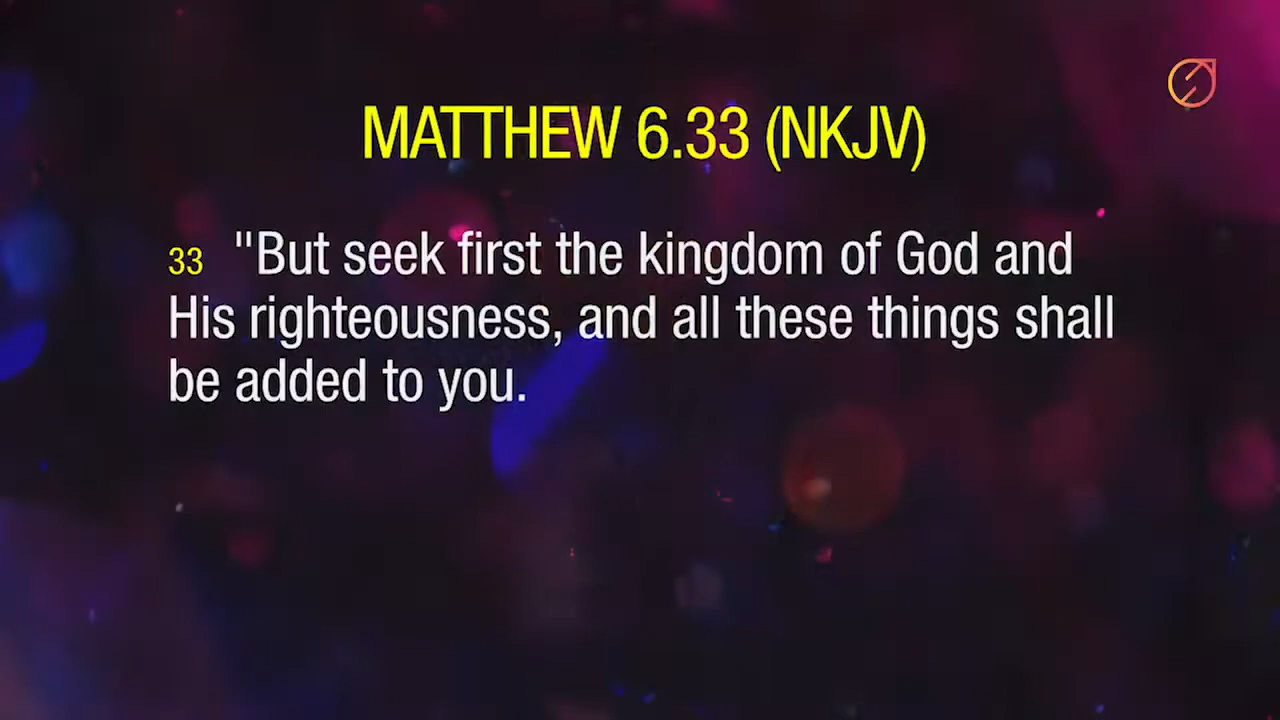 MATTHEW 6.33 (NKJV)
33 "But seek first the kingdom of God and
His righteousness, and all these things shall
be added to you.